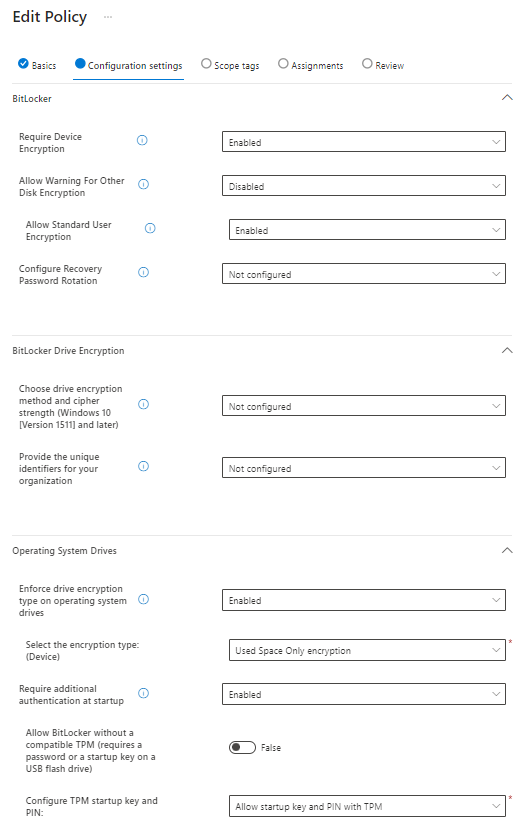 Edit Policy ...
Basics Configuration settings Scope tags Assignments Review
BitLocker
Require Device
Encryption
Enabled
Allow Warning For Other
Disk Encryption
Disabled
Allow Standard User
Encryption
Enabled
Configure Recovery
Password Rotation
Not configured
BitLocker Drive Encryption
Choose drive encryption
method and cipher
strength (Windows 10
[Version 1511] and later)
Not configured
Provide the unique
identifiers for your
organization
Not configured
Operating System Drives
Enforce drive encryption
type on operating system
drives
Enabled
Select the encryption type:
(Device)
Used Space Only encryption
*
Require additional
authentication at startup
Enabled
Allow BitLocker without a
compatible TPM (requires a
password or a startup key on a
USB flash drive)
False
Configure TPM startup key and
PIN:
Allow startup key and PIN with TPM
*